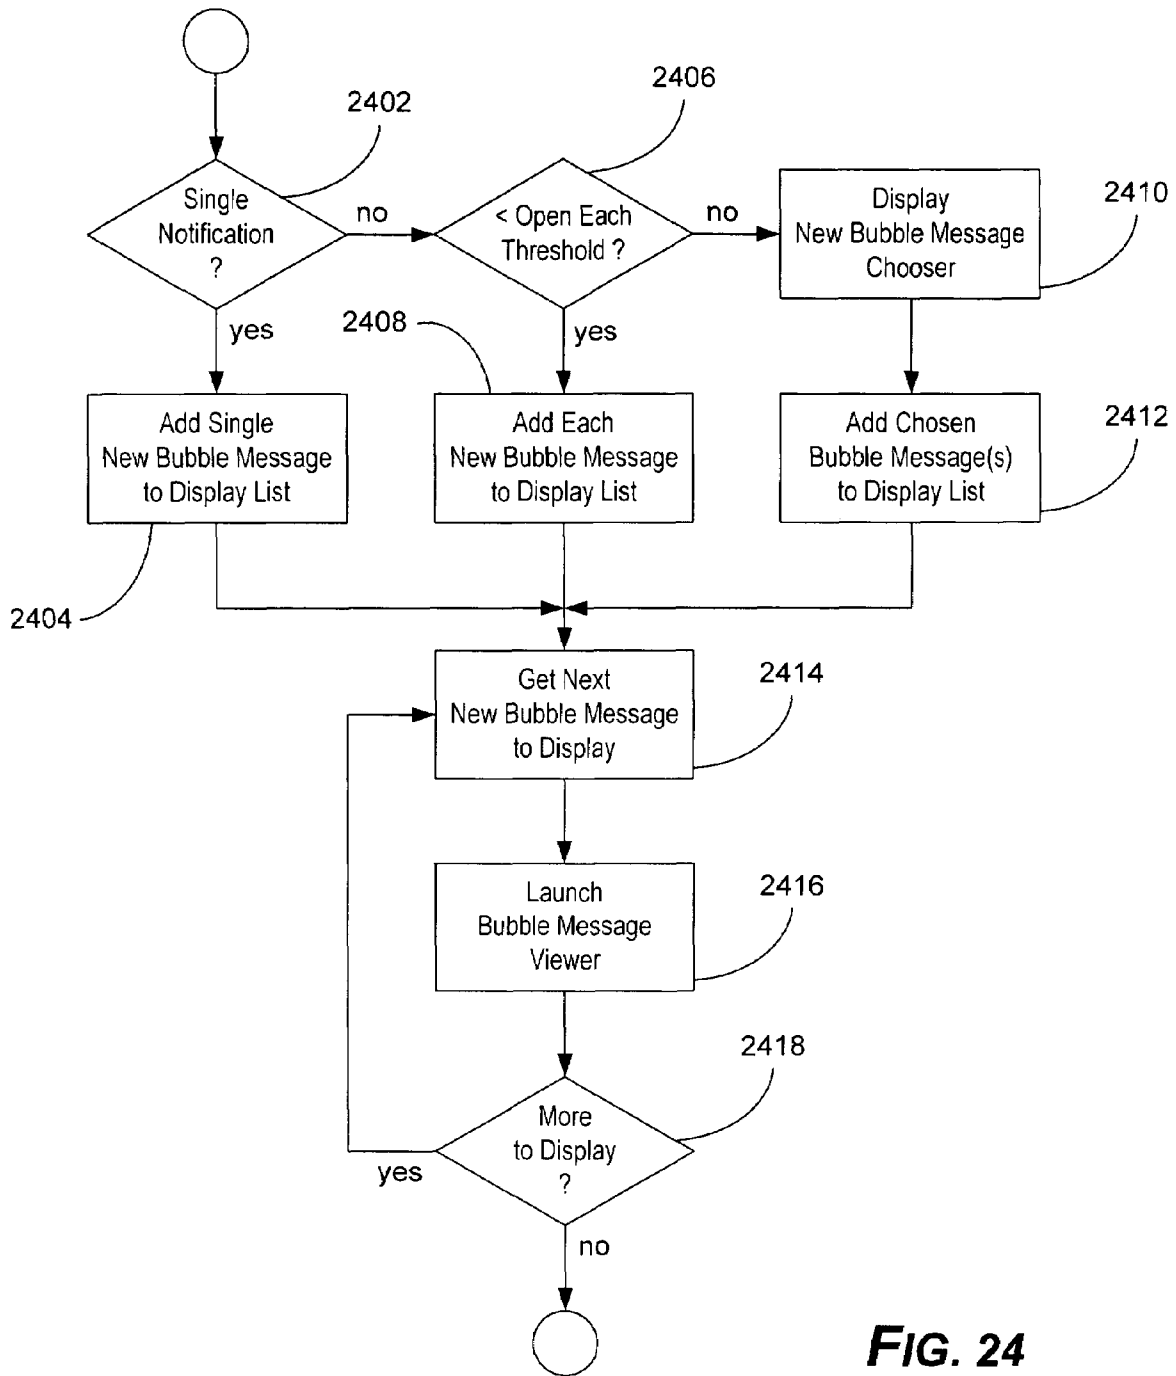 2402
2406
Single
Notification
?
no
< Open Each
Threshold ?
no
Display
New Bubble Message
Chooser
2410
yes
2408
yes
Add Single
New Bubble Message
to Display List
Add Each
New Bubble Message
to Display List
Add Chosen
Bubble Message(s)
to Display List
2412
2404
Get Next
New Bubble Message
to Display
2414
Launch
Bubble Message
Viewer
2416
2418
More
to Display
?
yes
no
FIG. 24